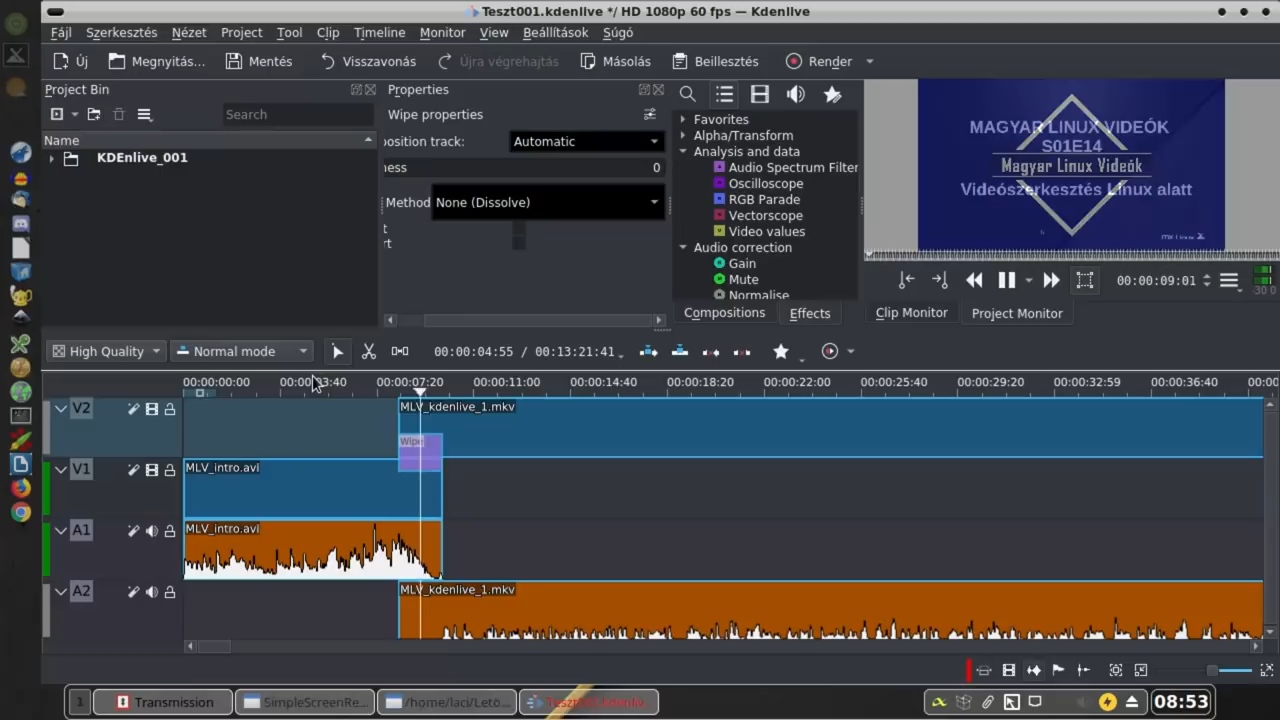 Teszt001.kdenlive */ HD 1080p 60 fps — Kdenlive
Fájl Szerkesztés Nézet Project Tool Clip Timeline Monitor View Beállítások Súgó
Új Megnyitás... Mentés Visszavonás Újra végrehajtás Másolás Beillesztés Render
Project Bin
Search
Name
KDEnlive_001
Properties
Wipe properties
position track: Automatic
ness 0
Method None (Dissolve)
t
rt
Favorites
Alpha/Transform
Analysis and data
Audio Spectrum Filter
Oscilloscope
RGB Parade
Vectorscope
Video values
Audio correction
Gain
Mute
Normalise
Compositions Effects
MAGYAR LINUX VIDEÓK
S01E14
Magyar Linux Videók
Videószerkesztés Linux alatt
00:00:09:01
-30 0
Clip Monitor Project Monitor
High Quality Normal mode 00:00:04:55 / 00:13:21:41
00:00:00:00 00:00:03:40 00:00:07:20 00:00:11:00 00:00:14:40 00:00:18:20 00:00:22:00 00:00:25:40 00:00:29:20 00:00:32:59 00:00:36:40 00:00
V2 MLV_kdenlive_1.mkv
Wipe
V1 MLV_intro.avi
A1 MLV_intro.avi
A2 MLV_kdenlive_1.mkv
1 Transmission SimpleScreenRe... /home/laci/Letö... Teszt001.kdenliv 08:53